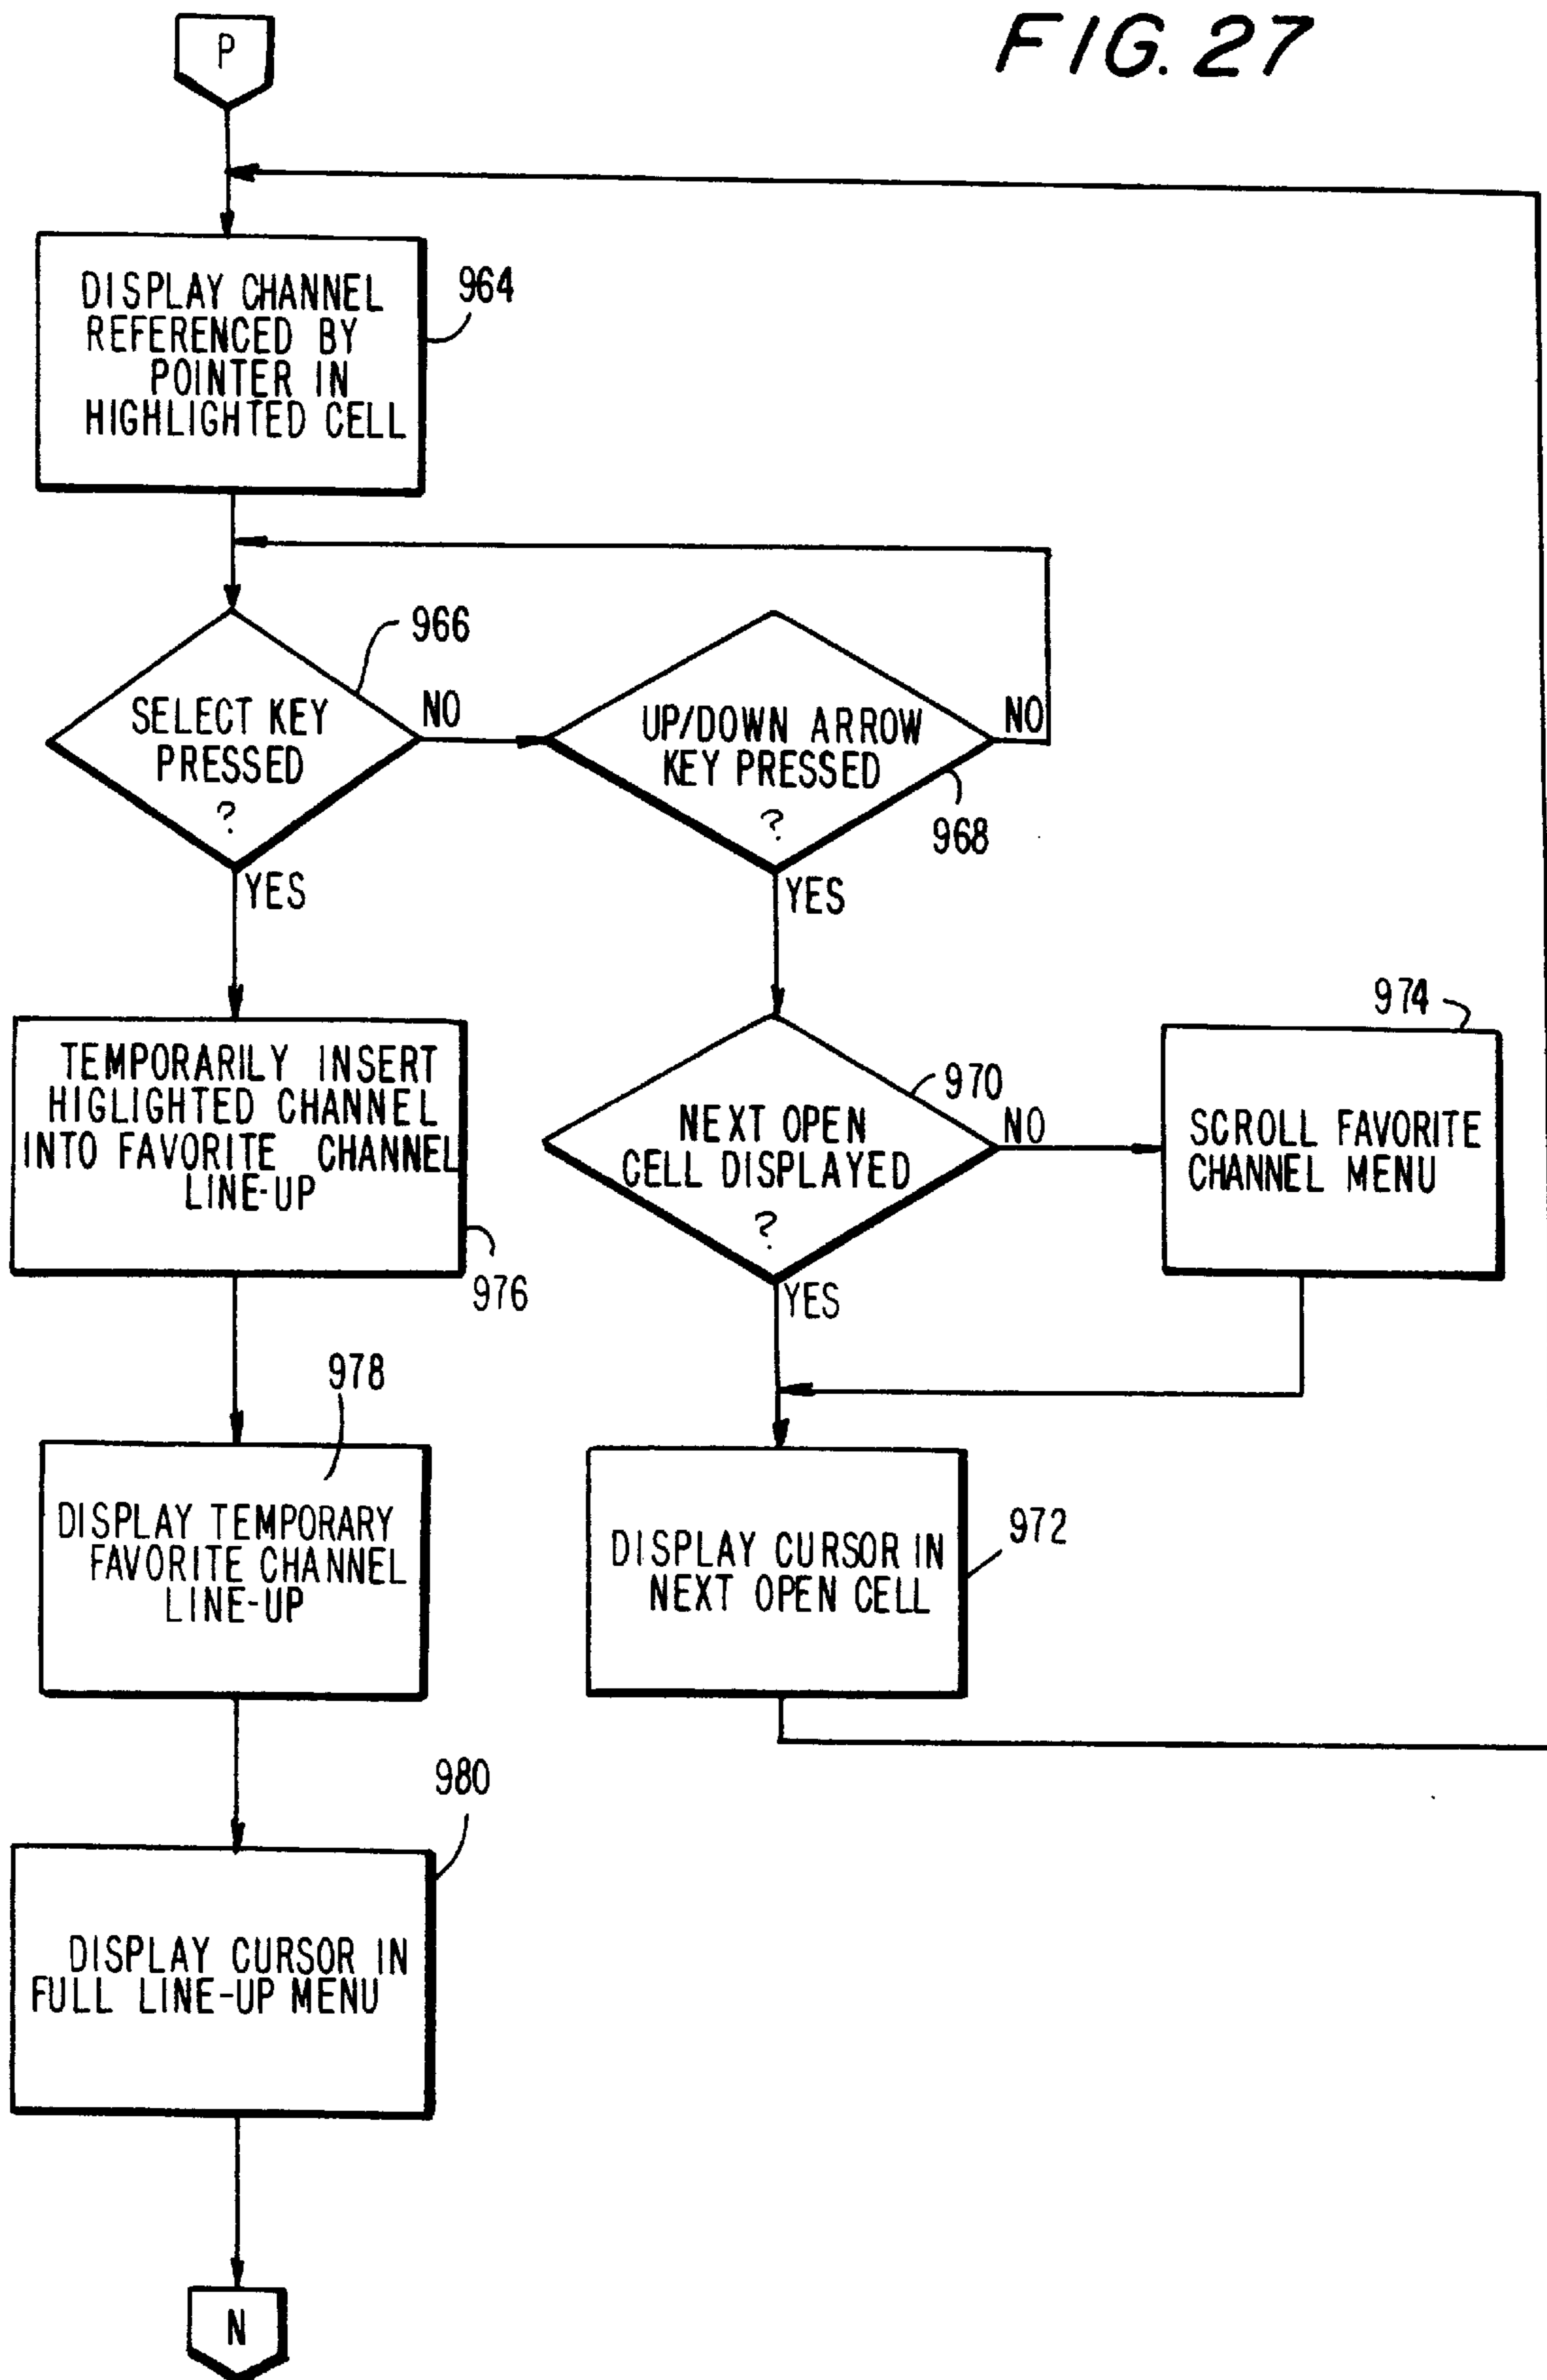 FIG. 27
P
DISPLAY CHANNEL
REFERENCED BY
POINTER IN
HIGHLIGHTED CELL
964
SELECT KEY
PRESSED
?
966
NO
YES
UP/DOWN ARROW
KEY PRESSED
?
968
NO
YES
TEMPORARILY INSERT
HIGLIGHTED CHANNEL
INTO FAVORITE CHANNEL
LINE-UP
976
NEXT OPEN
CELL DISPLAYED
?
970
NO
YES
974
SCROLL FAVORITE
CHANNEL MENU
978
DISPLAY TEMPORARY
FAVORITE CHANNEL
LINE-UP
DISPLAY CURSOR IN
NEXT OPEN CELL
972
980
DISPLAY CURSOR IN
FULL LINE-UP MENU
N